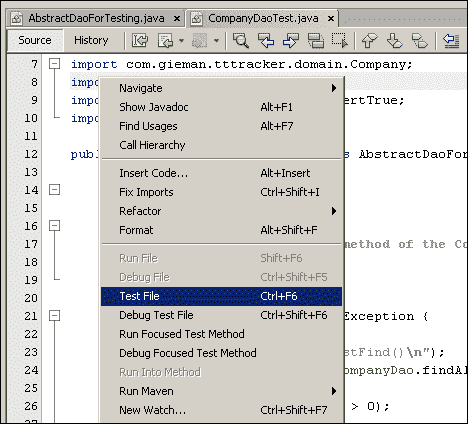 AbstractDaoForTesting.java CompanyDaoTest.java
Source History
7 import com.gieman.tttracker.domain.Company;
8 impo
9 impo ertTrue;
10 impo
11
12 publ s AbstractDaoFo
Navigate
Show Javadoc Alt+F1
Find Usages Alt+F7
Call Hierarchy
Insert Code... Alt+Insert
14 Fix Imports Ctrl+Shift+I
Refactor
16 Format Alt+Shift+F
17 method of the Co
Run File Shift+F6
18
Debug File Ctrl+Shift+F5
19
20 Test File Ctrl+F6
21 Debug Test File Ctrl+Shift+F6 Exception {
22 Run Focused Test Method
23 Debug Focused Test Method stFind()\n");
24 Run Into Method ompanyDao.findAl
Run Maven
26 New Watch... Ctrl+Shift+F7 > 0);